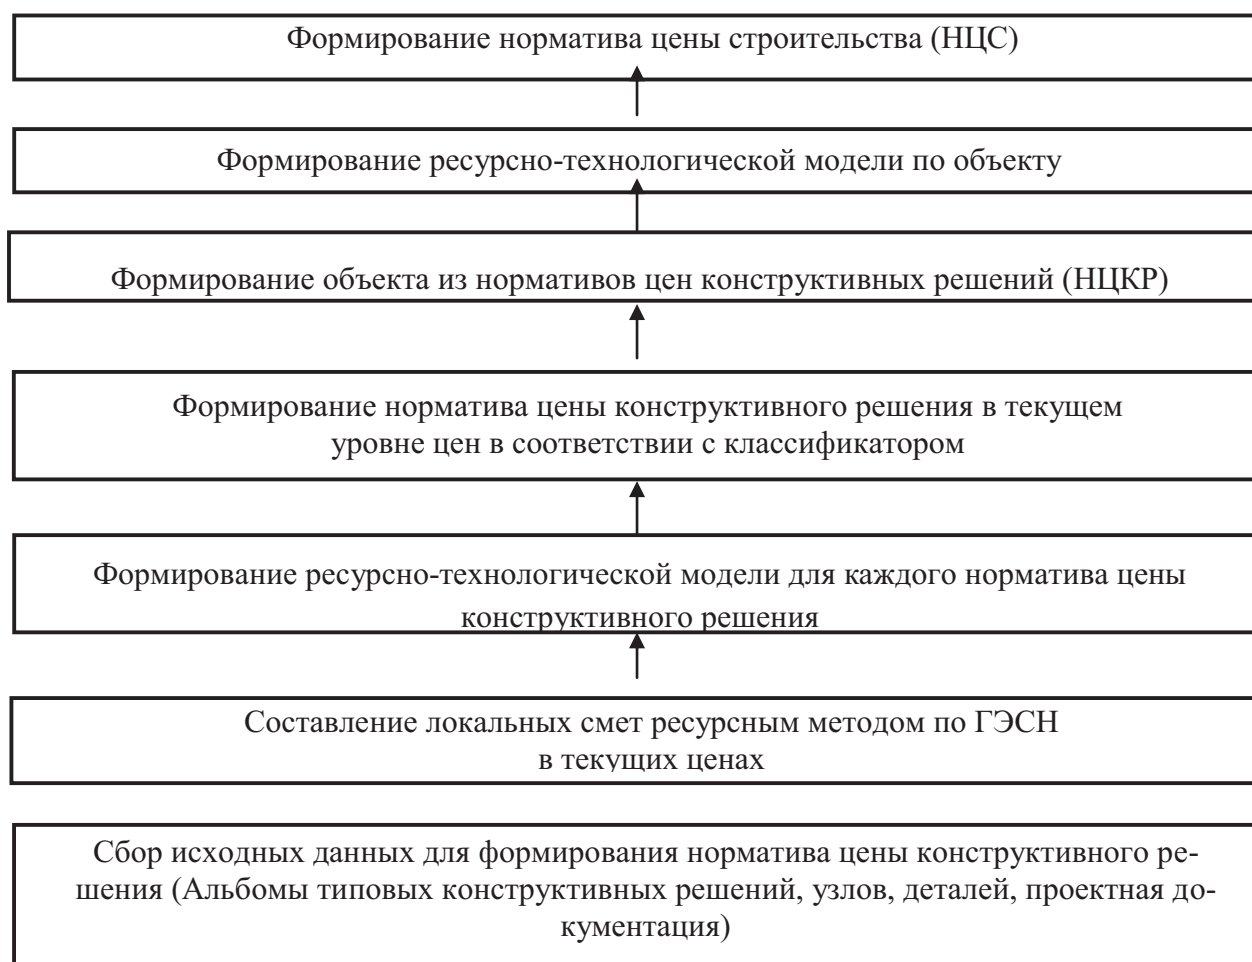 Формирование норматива цены строительства (НЦС)
Формирование ресурсно-технологической модели по объекту
Формирование объекта из нормативов цен конструктивных решений (НЦКР)
Формирование норматива цены конструктивного решения в текущем
уровне цен в соответствии с классификатором
Формирование ресурсно-технологической модели для каждого норматива цены
конструктивного решения
Составление локальных смет ресурсным методом по ГЭСН
в текущих ценах
Сбор исходных данных для формирования норматива цены конструктивного ре-
шения (Альбомы типовых конструктивных решений, узлов, деталей, проектная до-
кументация)